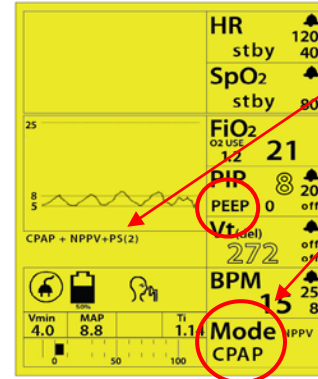 HR
120
stby 40
SpO2
stby 80
25
FiO2
O2 USE
1.2 21
8
5
PIP 8 20
PEEP 0 off
CPAP + NPPV+PS(2)
Vt(del) off
272 off
50%
BPM 25
15 8
Vmin MAP Ti
4.0 8.8 1.14
Mode NPPV
CPAP
0 50 100